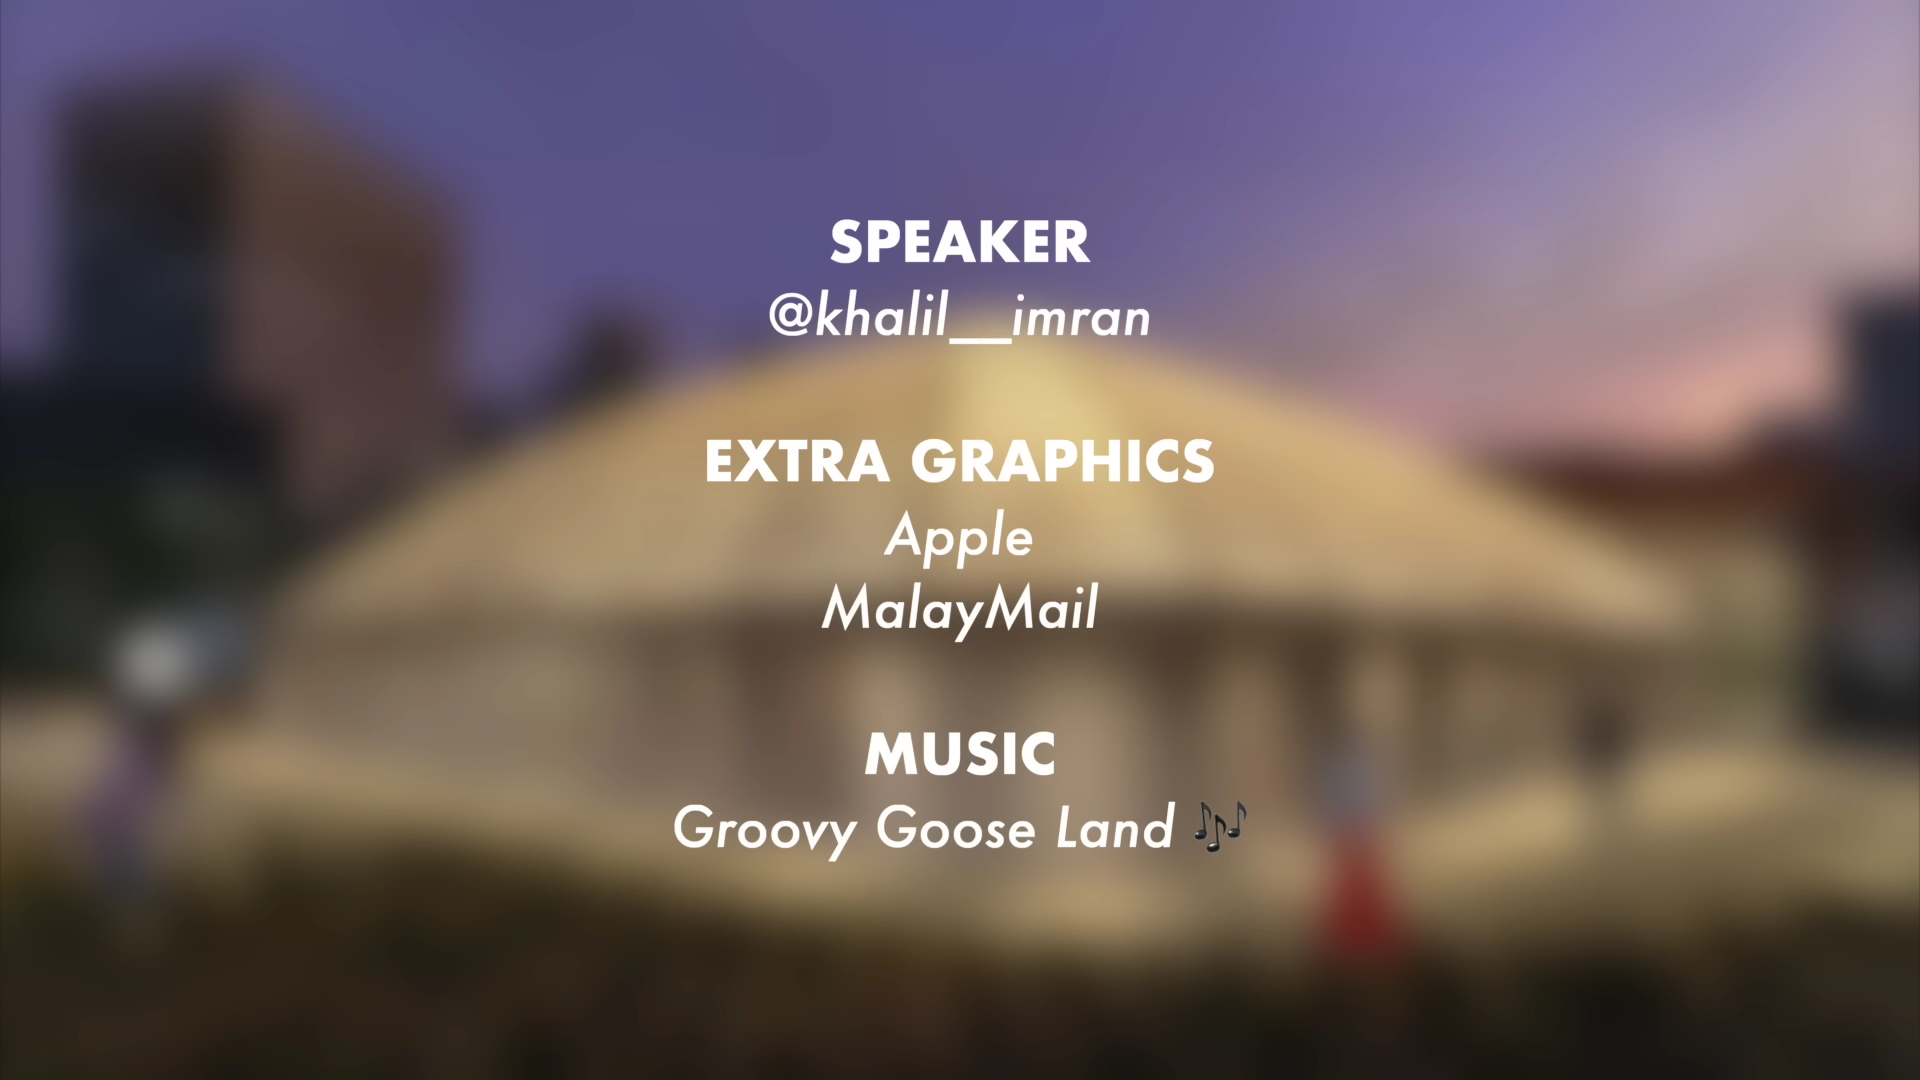 SPEAKER
@khalil__imran
EXTRA GRAPHICS
Apple
MalayMail
MUSIC
Groovy Goose Land 🎶